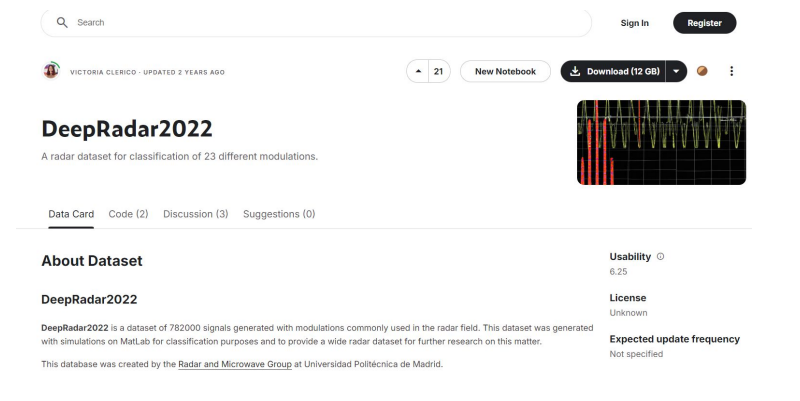 Search
Sign In
Register
VICTORIA CLERICO · UPDATED 2 YEARS AGO
21
New Notebook
Download (12 GB)
DeepRadar2022
A radar dataset for classification of 23 different modulations.
Data Card
Code (2)
Discussion (3)
Suggestions (0)
About Dataset
DeepRadar2022
DeepRadar2022 is a dataset of 782000 signals generated with modulations commonly used in the radar field. This dataset was generated
with simulations on MatLab for classification purposes and to provide a wide radar dataset for further research on this matter.
This database was created by the Radar and Microwave Group at Universidad Politécnica de Madrid.
Usability
6.25
License
Unknown
Expected update frequency
Not specified